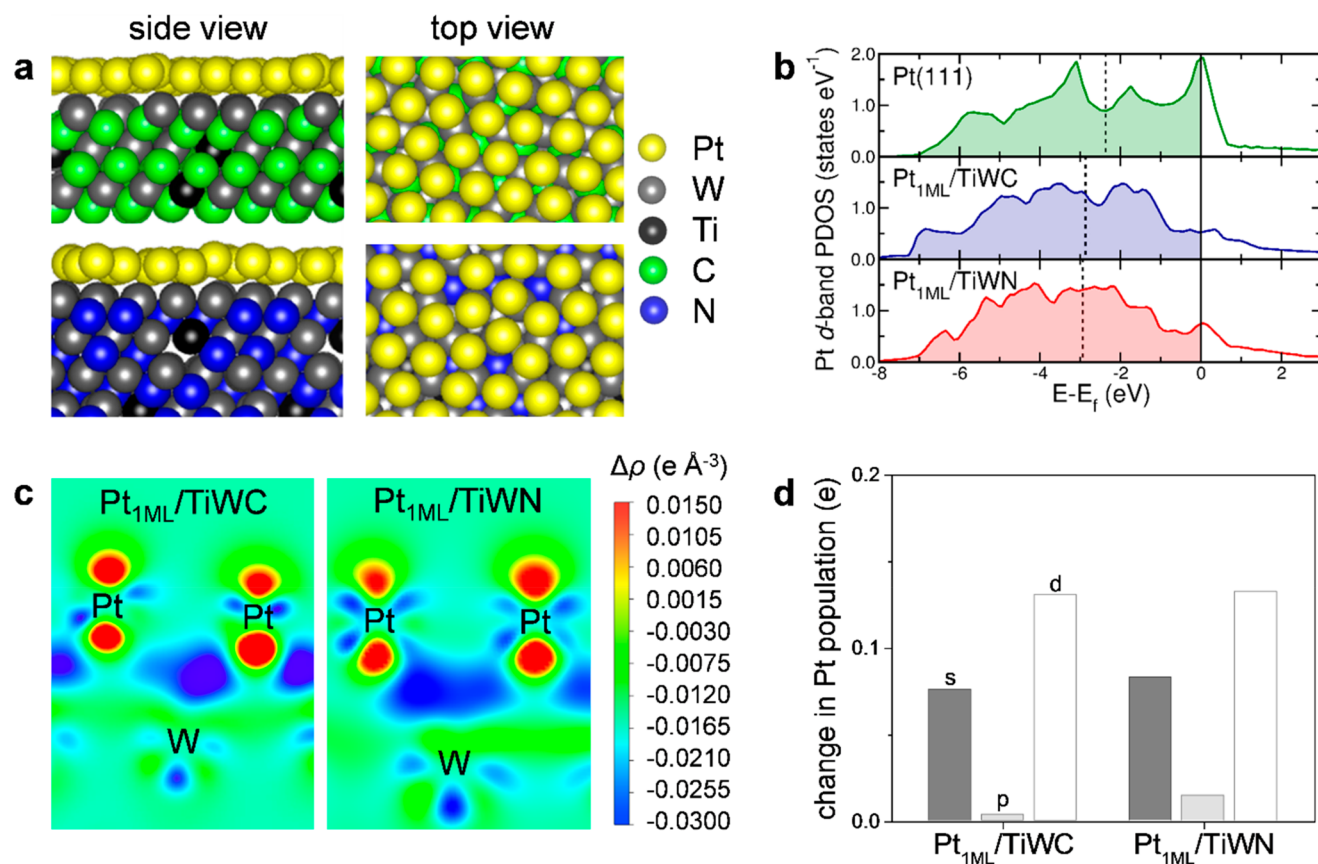 side view
top view
a
Pt
W
Ti
C
N
b
Pt d-band PDOS (states eV⁻¹)
2.0
Pt(111)
1.0
0.0
Pt₁ML/TiWC
1.0
0.0
Pt₁ML/TiWN
1.0
0.0
-8
-6
-4
-2
0
2
E-Ef (eV)
c
Pt₁ML/TiWC
Pt
Pt
W
Pt₁ML/TiWN
Pt
Pt
W
Δρ (e Å⁻³)
0.0150
0.0105
0.0060
0.0015
-0.0030
-0.0075
-0.0120
-0.0165
-0.0210
-0.0255
-0.0300
d
change in Pt population (e)
0.2
0.1
0.0
s
p
d
Pt₁ML/TiWC
Pt₁ML/TiWN